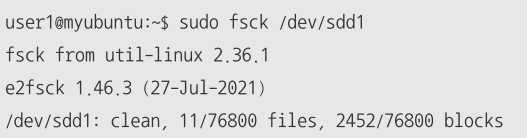 user1@myubuntu:~$ sudo fsck /dev/sdd1
fsck from util-linux 2.36.1
e2fsck 1.46.3 (27-Jul-2021)
/dev/sdd1: clean, 11/76800 files, 2452/76800 blocks